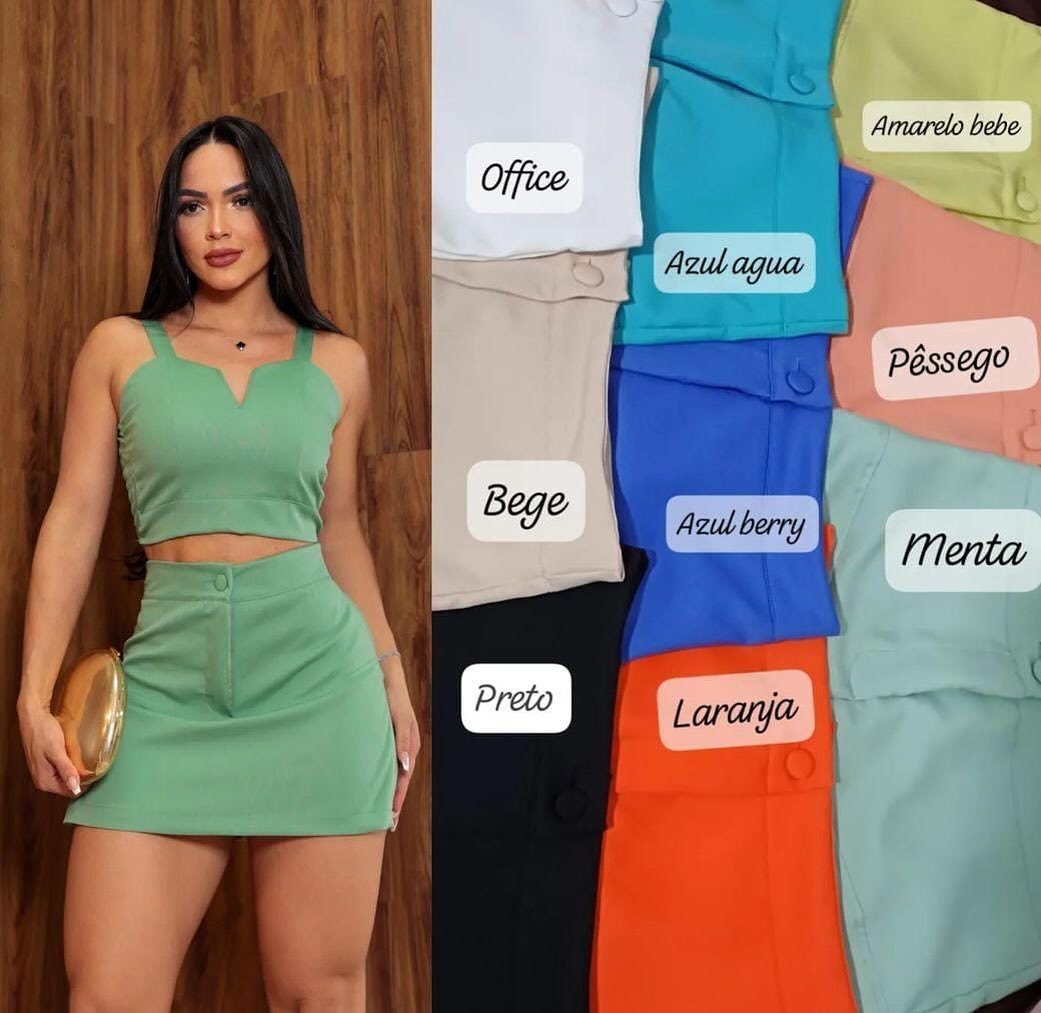 Office
Azul agua
Amarelo bebe
Bege
Azul berry
Pêssego
Preto
Laranja
Menta